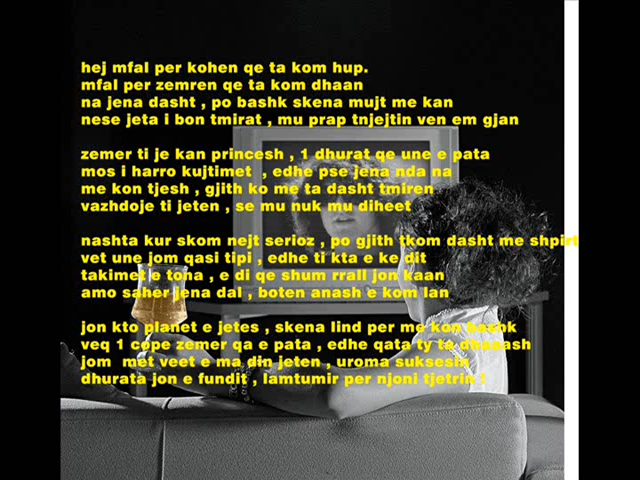 hej mfal per kohen qe ta kom hup.
mfal per zemren qe ta kom dhaan
na jena dasht , po bashk skena mujt me kan
nese jeta i bon tmirat , mu prap tnjejtin ven em gjan
zemer ti je kan princesh , 1 dhurat qe une e pata
mos i harro kujtimet , edhe pse jena nda na
me kon tjesh , gjith ko me ta dasht tmiren
vazhdoje ti jeten , se mu nuk mu diheet
nashta kur skom nejt serioz , po gjith tkom dasht me shpirt
vet une jom qasi tipi , edhe ti kta e ke dit
takimet e tona , e di qe shum rrall jon kaan
amo saher jena dal , boten anash e kom lan
jon kto planet e jetes , skena lind per me kon bashk
veq 1 cope zemer qa e pata , edhe qata ty ta dhaaash
jom met veet e ma din jeten , uroma suksesin
dhurata jon e fundit , lamtumir per njoni tjetrin !